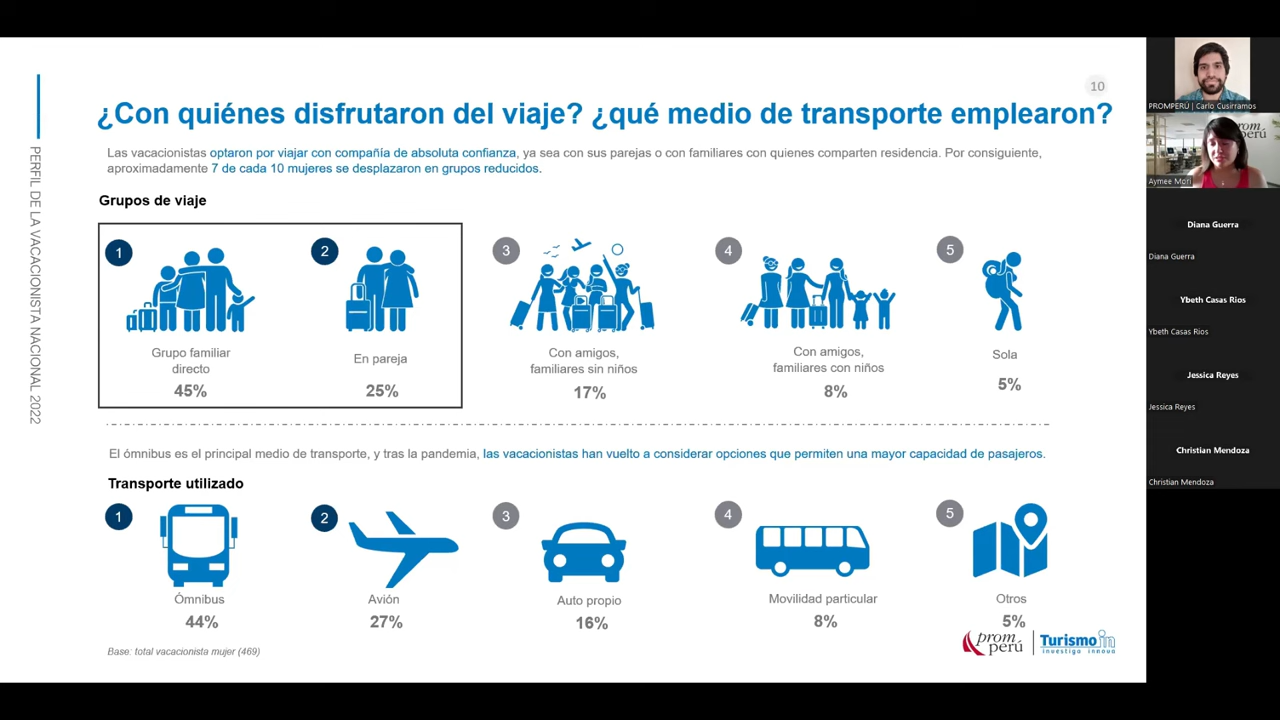 10
¿Con quiénes disfrutaron del viaje? ¿qué medio de transporte emplearon?
Las vacacionistas optaron por viajar con compañía de absoluta confianza, ya sea con sus parejas o con familiares con quienes comparten residencia. Por consiguiente,
aproximadamente 7 de cada 10 mujeres se desplazaron en grupos reducidos.
PERFIL DE LA VACACIONISTA NACIONAL 2022
Grupos de viaje
1
2
3
4
5
Grupo familiar
directo
45%
En pareja
25%
Con amigos,
familiares sin niños
17%
Con amigos,
familiares con niños
8%
Sola
5%
El ómnibus es el principal medio de transporte, y tras la pandemia, las vacacionistas han vuelto a considerar opciones que permiten una mayor capacidad de pasajeros.
Transporte utilizado
1
2
3
4
5
Ómnibus
44%
Avión
27%
Auto propio
16%
Movilidad particular
8%
Otros
5%
Base: total vacacionista mujer (469)
prom
perú
Turismo in
investiga innova
PROMPERÚ | Carlo Cusirramos
prom
perú
Aymee Mori
Diana Guerra
Diana Guerra
Ybeth Casas Rios
Ybeth Casas Rios
Jessica Reyes
Jessica Reyes
Christian Mendoza
Christian Mendoza